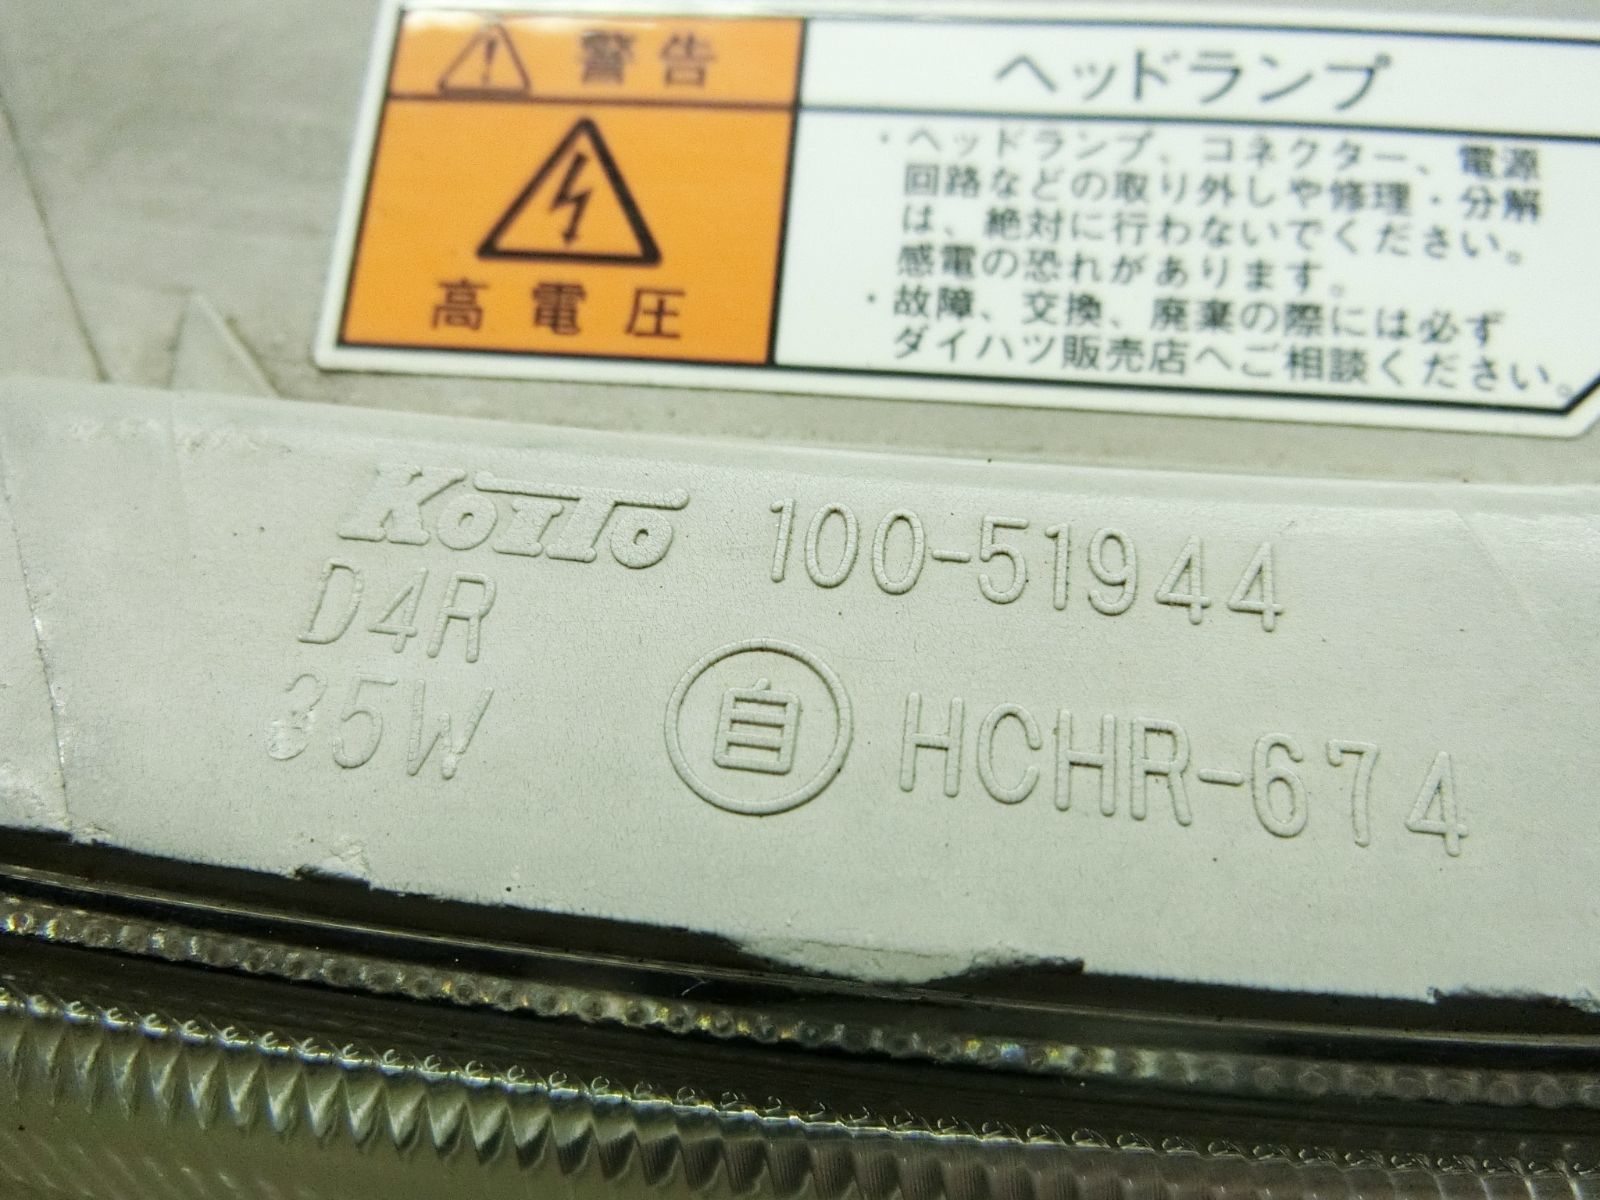 警告
高電圧
ヘッドランプ
・ヘッドランプ、コネクター、電源
回路などの取り外しや修理・分解
は、絶対に行わないでください。
感電の恐れがあります。
・故障、交換、廃棄の際には必ず
ダイハツ販売店へご相談ください。
KOITO 100-51944
D4R
35W
自 HCHR-674